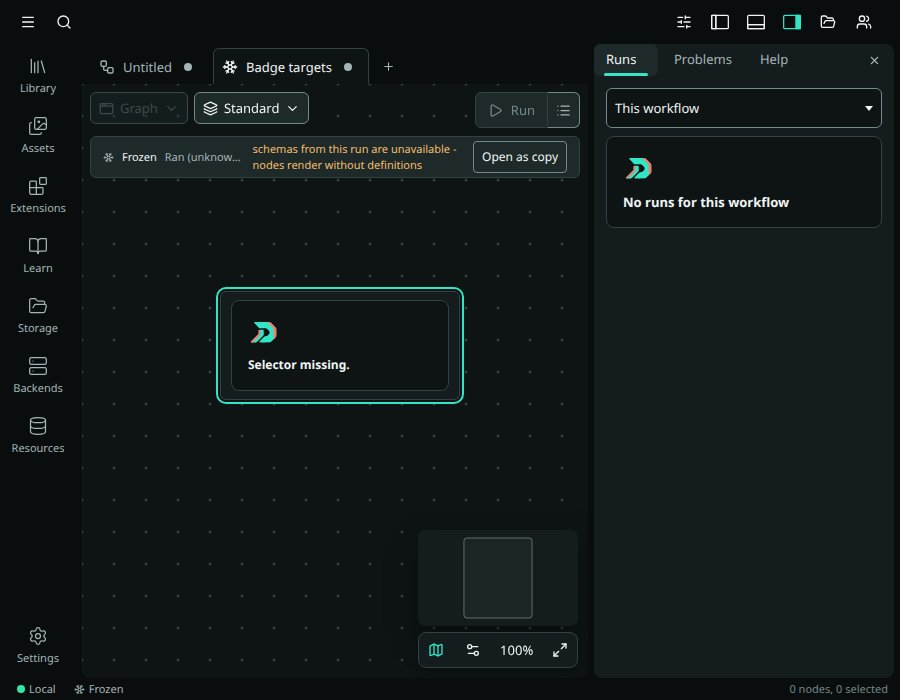 Untitled
Badge targets
Runs
Problems
Help
Library
Assets
Extensions
Learn
Storage
Backends
Resources
Settings
Graph
Standard
Run
Frozen
Ran (unknow...
schemas from this run are unavailable -
nodes render without definitions
Open as copy
This workflow
No runs for this workflow
Selector missing.
100%
Local
Frozen
0 nodes, 0 selected